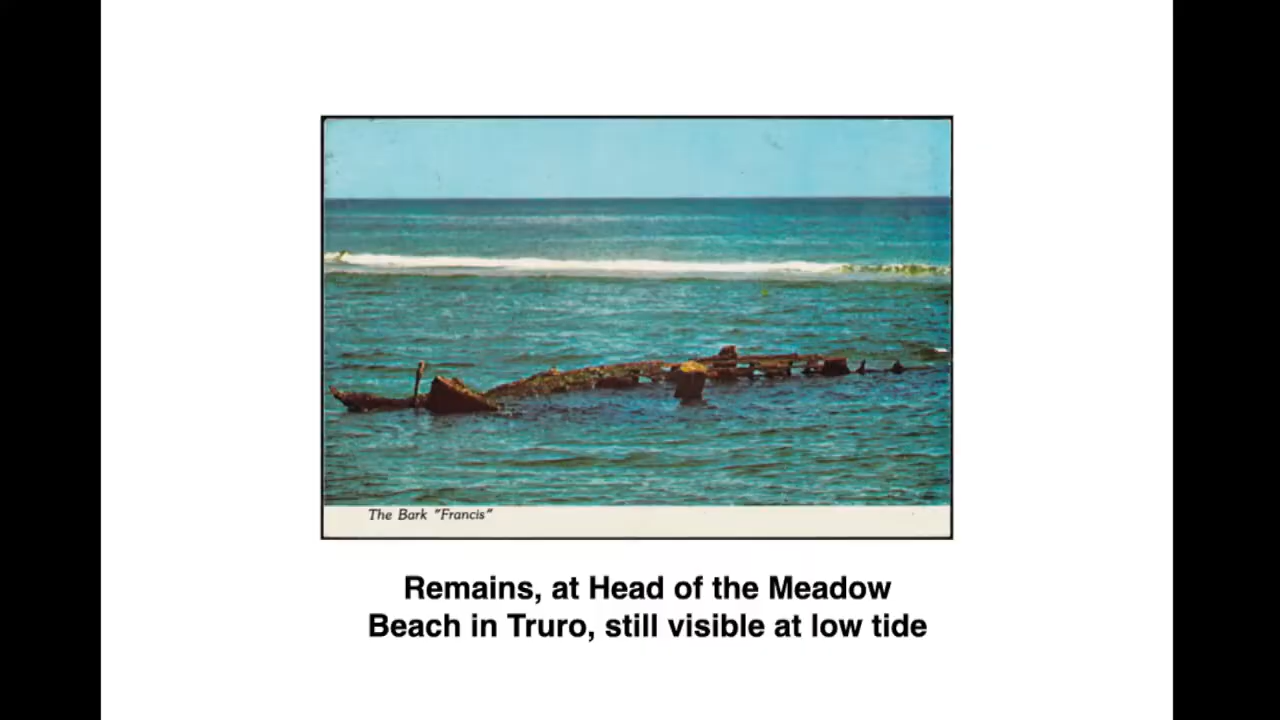 The Bark "Francis"
Remains, at Head of the Meadow
Beach in Truro, still visible at low tide